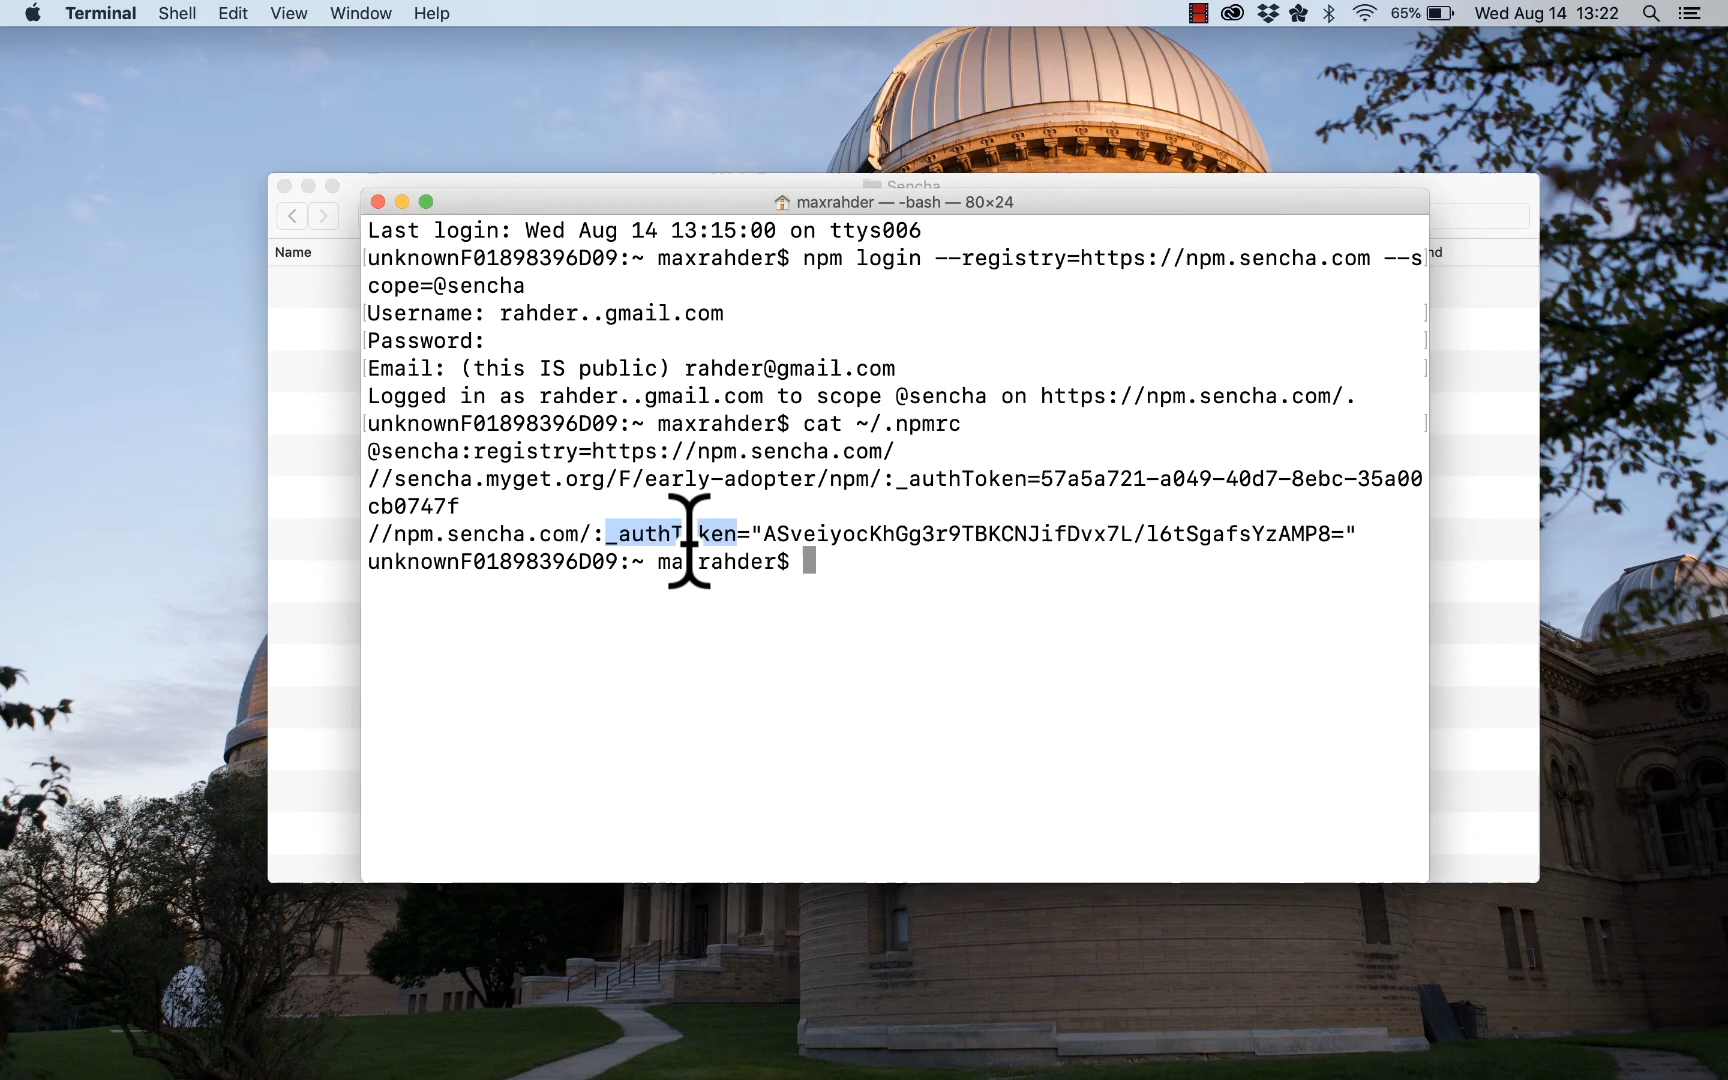 Terminal Shell Edit View Window Help 65% Wed Aug 14 13:22
Sencha
maxrahder — -bash — 80×24
Name
nd
Last login: Wed Aug 14 13:15:00 on ttys006
unknownF01898396D09:~ maxrahder$ npm login --registry=https://npm.sencha.com --s
cope=@sencha
Username: rahder..gmail.com
Password:
Email: (this IS public) rahder@gmail.com
Logged in as rahder..gmail.com to scope @sencha on https://npm.sencha.com/.
unknownF01898396D09:~ maxrahder$ cat ~/.npmrc
@sencha:registry=https://npm.sencha.com/
//sencha.myget.org/F/early-adopter/npm/:_authToken=57a5a721-a049-40d7-8ebc-35a00
cb0747f
//npm.sencha.com/:_authToken="ASveiyocKhGg3r9TBKCNJifDvx7L/l6tSgafsYzAMP8="
unknownF01898396D09:~ maxrahder$